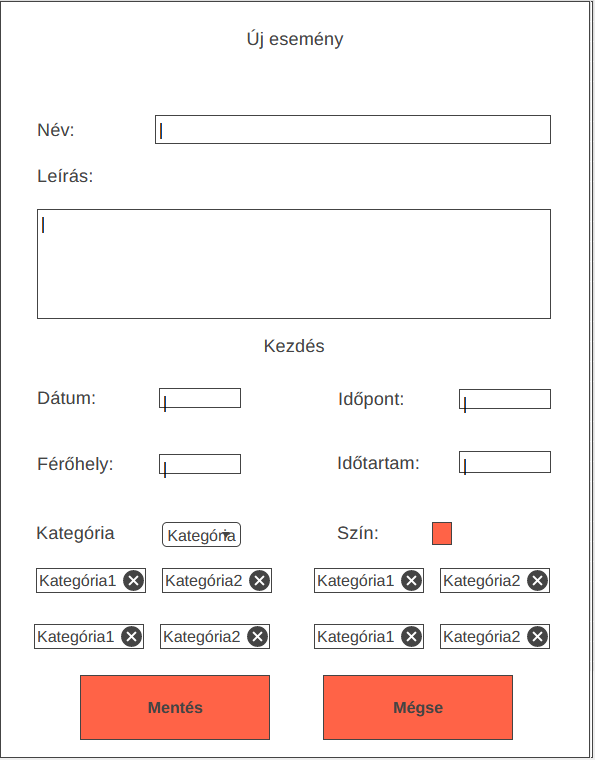 Új esemény
Név:
Leírás:
Kezdés
Dátum: Időpont:
Férőhely: Időtartam:
Kategória Kategória Szín:
Kategória1 Kategória2 Kategória1 Kategória2
Kategória1 Kategória2 Kategória1 Kategória2
Mentés Mégse